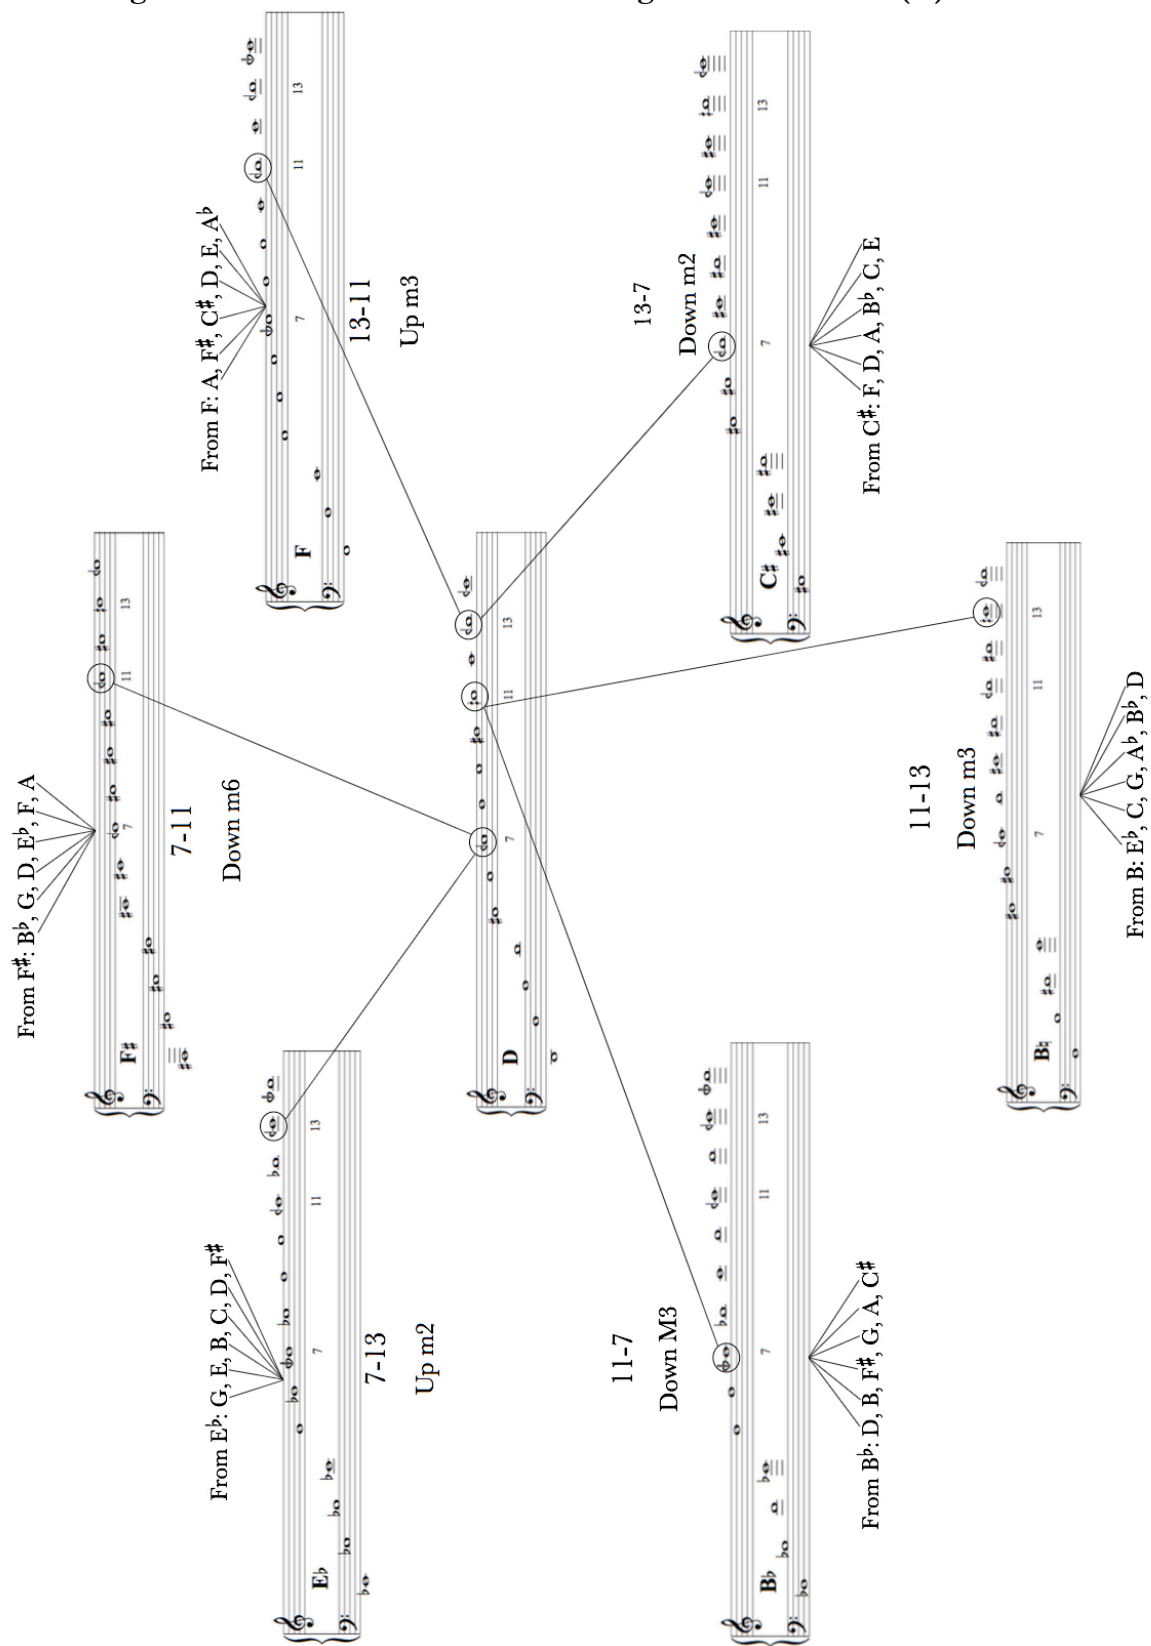 From F♯: B♭, G, D, E♭, F, A
F♯
7 11 13
7-11
Down m6
From E♭: G, E, B, C, D, F♯
E♭
7 11 13
7-13
Up m2
From F: A, F♯, C♯, D, E, A♭
F
7 11 13
13-11
Up m3
D
7 11 13
11-7
Down M3
B♭
7 11 13
From B♭: D, B, F♯, G, A, C♯
13-7
Down m2
C♯
7 11 13
From C♯: F, D, A, B♭, C, E
11-13
Down m3
B♮
7 11 13
From B: E♭, C, G, A♭, B♭, D